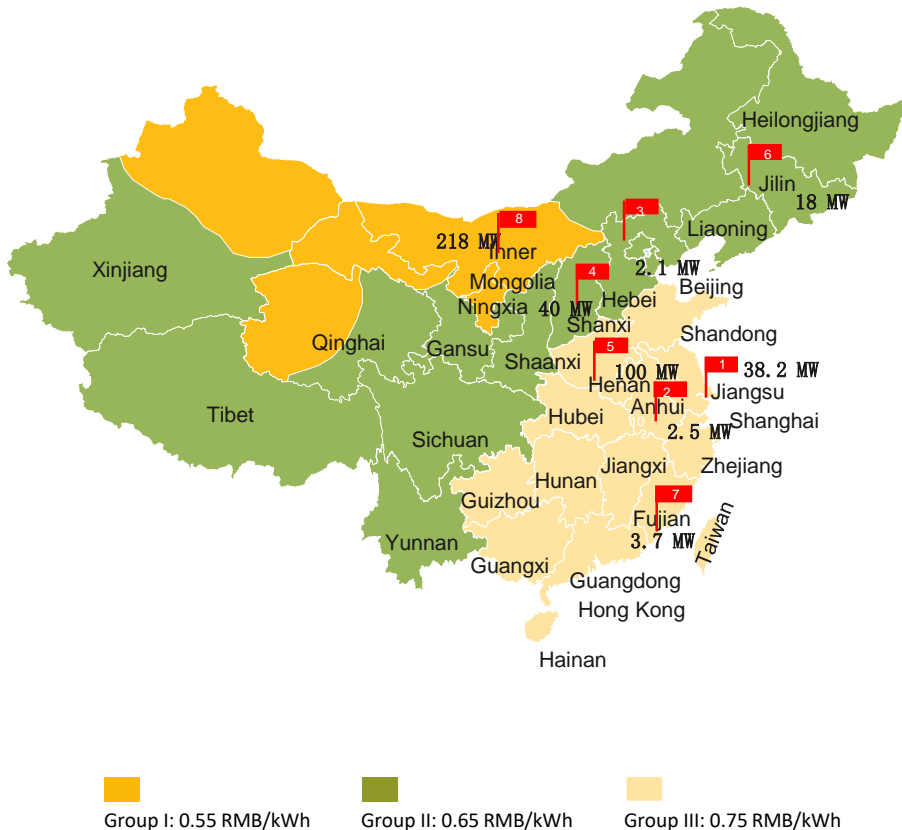 Heilongjiang
6
Jilin
18 MW
3
Liaoning
8
218 MW
Inner
Mongolia
2.1 MW
Xinjiang
4
Beijing
Hebei
Ningxia
40 MW
Shanxi
Shandong
Qinghai
Gansu
Shaanxi
5
100 MW
1
38.2 MW
Henan
2
Jiangsu
Anhui
Tibet
Hubei
Shanghai
2.5 MW
Sichuan
Jiangxi
Zhejiang
Hunan
Guizhou
7
Fujian
Taiwan
3.7 MW
Yunnan
Guangxi
Guangdong
Hong Kong
Hainan
Group I: 0.55 RMB/kWh
Group II: 0.65 RMB/kWh
Group III: 0.75 RMB/kWh